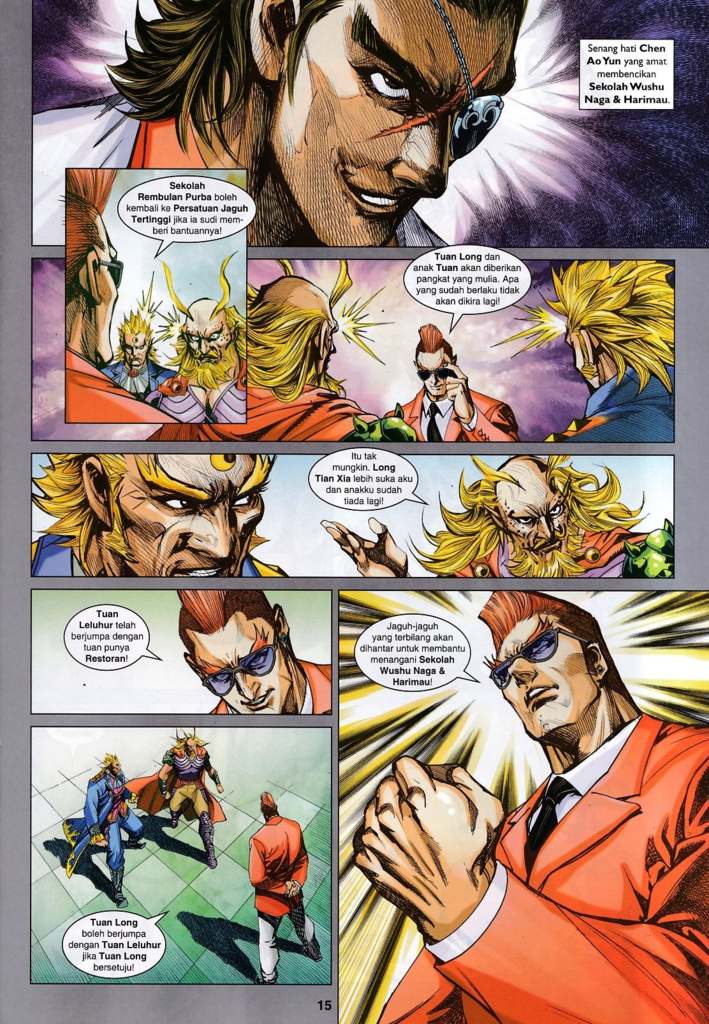 Senang hati Chen
Ao Yun yang amat
membencikan
Sekolah Wushu
Naga & Harimau.
Sekolah
Rembulan Purba boleh
kembali ke Persatuan Jaguh
Tertinggi jika ia sudi mem-
beri bantuannya!
Tuan Long dan
anak Tuan akan diberikan
pangkat yang mulia. Apa
yang sudah berlaku tidak
akan dikira lagi!
Itu tak
mungkin. Long
Tian Xia lebih suka aku
dan anakku sudah
tiada lagi!
Tuan
Leluhur telah
berjumpa dengan
tuan punya
Restoran!
Jaguh-jaguh
yang terbilang akan
dihantar untuk membantu
menangani Sekolah
Wushu Naga &
Harimau!
Tuan Long
boleh berjumpa
dengan Tuan Leluhur
jika Tuan Long
bersetuju!
15